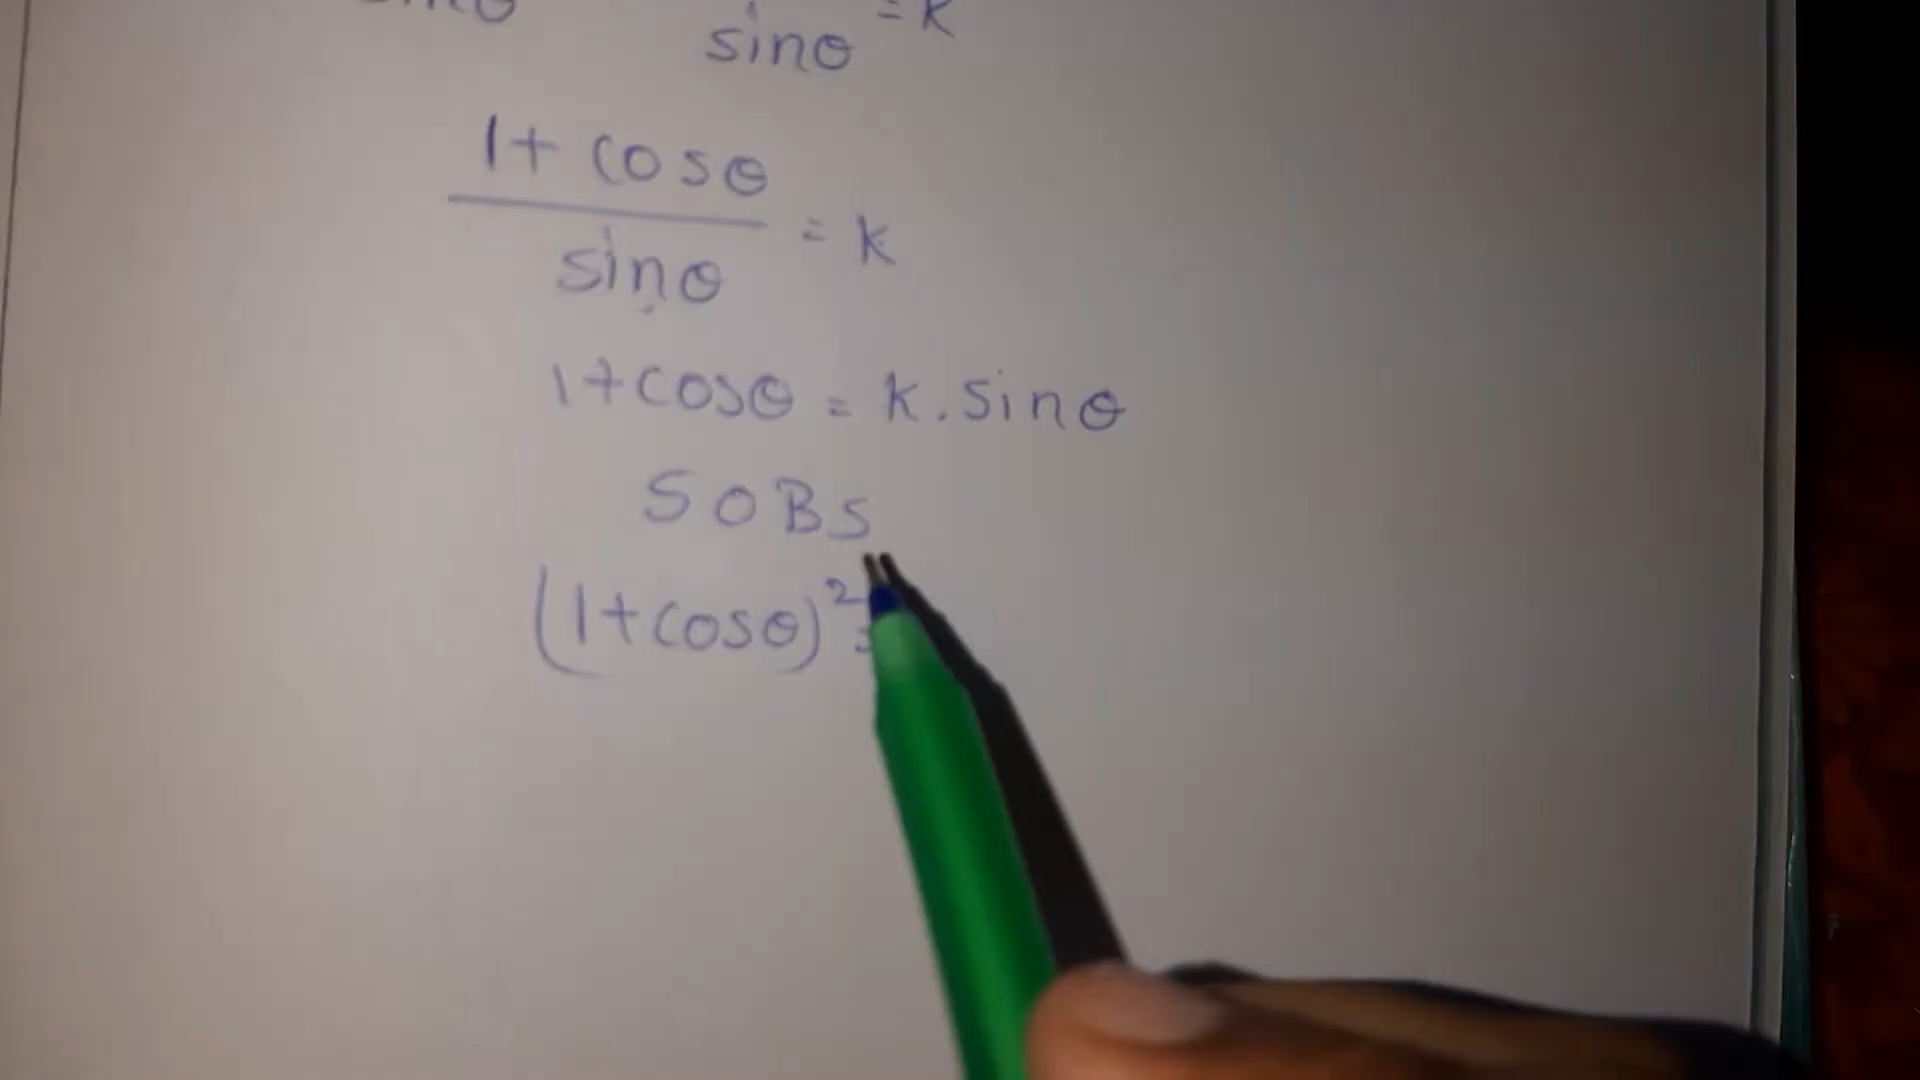 sinθ = k
1 + cosθ
sinθ
= k
1+cosθ = k . sinθ
SOBS
(1+cosθ)² =